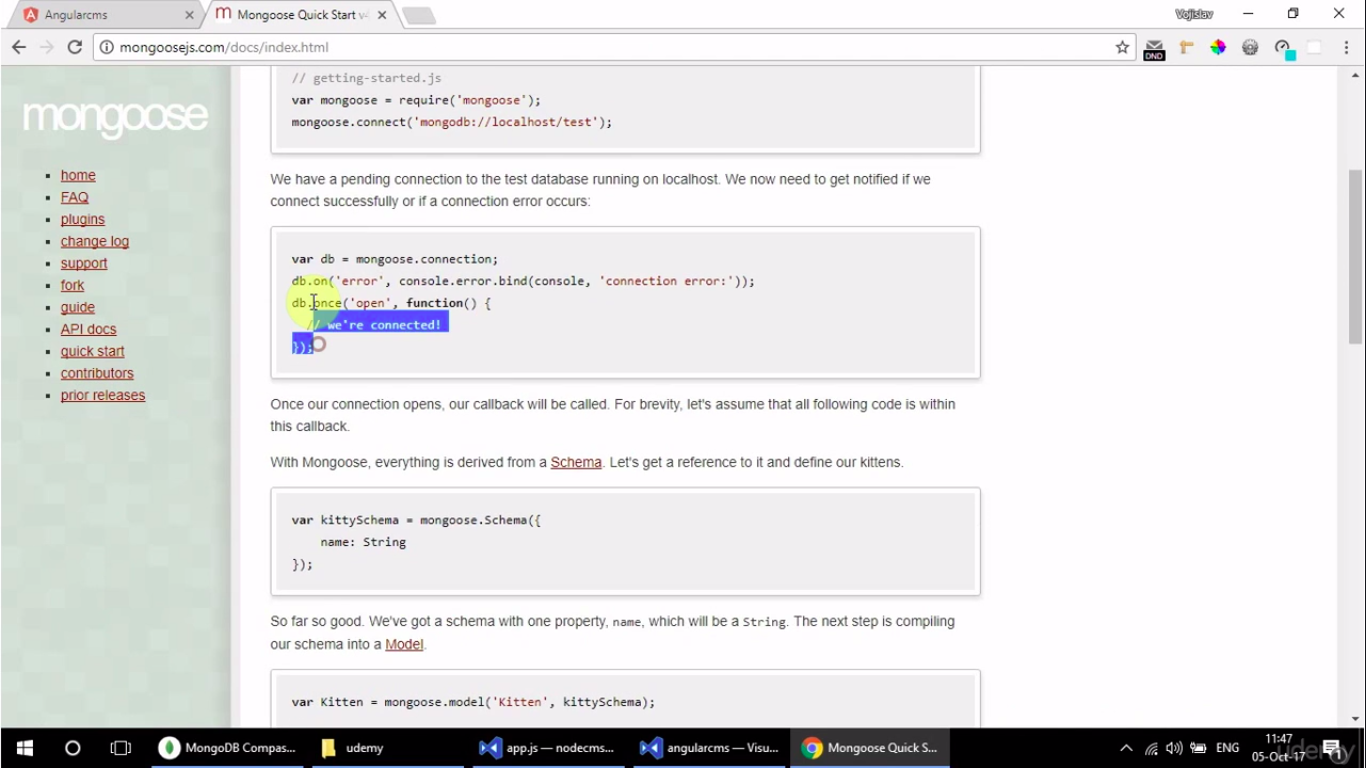 Angularcms
Mongoose Quick Start v4
Vojislav
mongoosejs.com/docs/index.html
DND
mongoose
home
FAQ
plugins
change log
support
fork
guide
API docs
quick start
contributors
prior releases
// getting-started.js
var mongoose = require('mongoose');
mongoose.connect('mongodb://localhost/test');
We have a pending connection to the test database running on localhost. We now need to get notified if we
connect successfully or if a connection error occurs:
var db = mongoose.connection;
db.on('error', console.error.bind(console, 'connection error:'));
db.once('open', function() {
// we're connected!
});
Once our connection opens, our callback will be called. For brevity, let's assume that all following code is within
this callback.
With Mongoose, everything is derived from a Schema. Let's get a reference to it and define our kittens.
var kittySchema = mongoose.Schema({
name: String
});
So far so good. We've got a schema with one property, name, which will be a String. The next step is compiling
our schema into a Model.
var Kitten = mongoose.model('Kitten', kittySchema);
MongoDB Compas...
udemy
app.js — nodecms...
angularcms — Visu...
Mongoose Quick S...
ENG
11:47
05-Oct-17
udemy